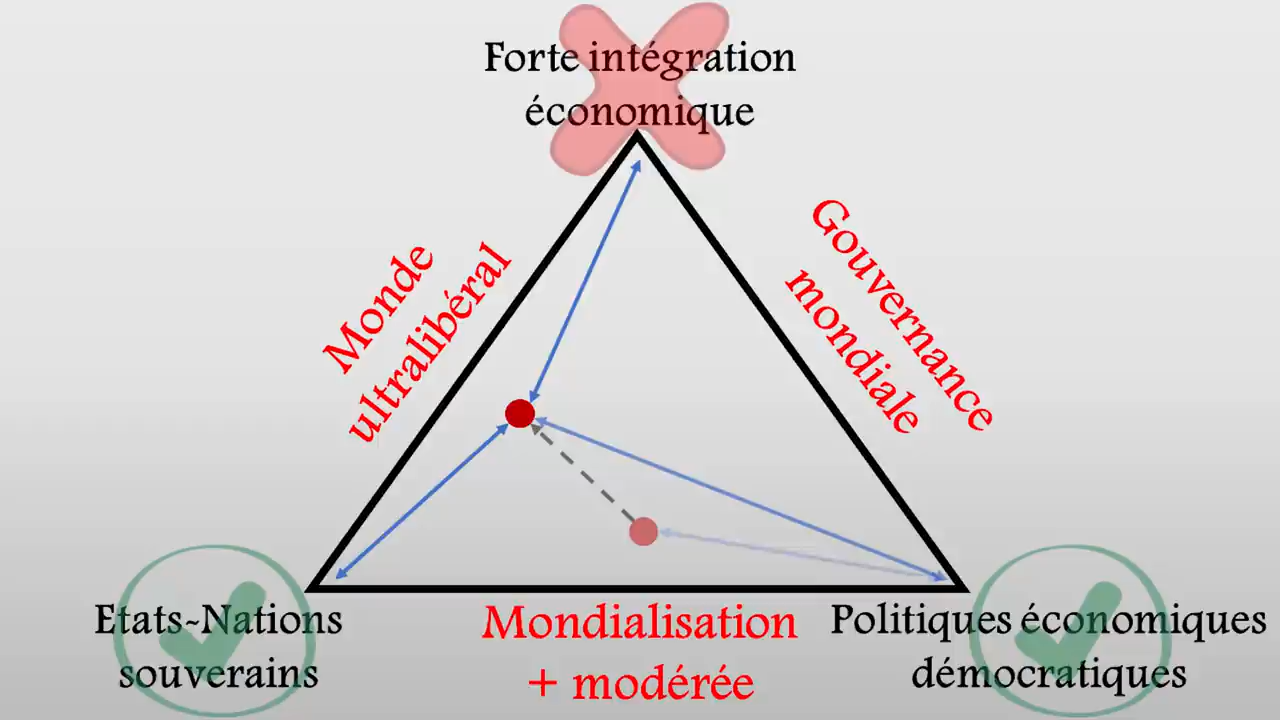 Forte intégration
économique
Monde
ultralibéral
Gouvernance
mondiale
Etats-Nations
souverains
Mondialisation
+ modérée
Politiques économiques
démocratiques